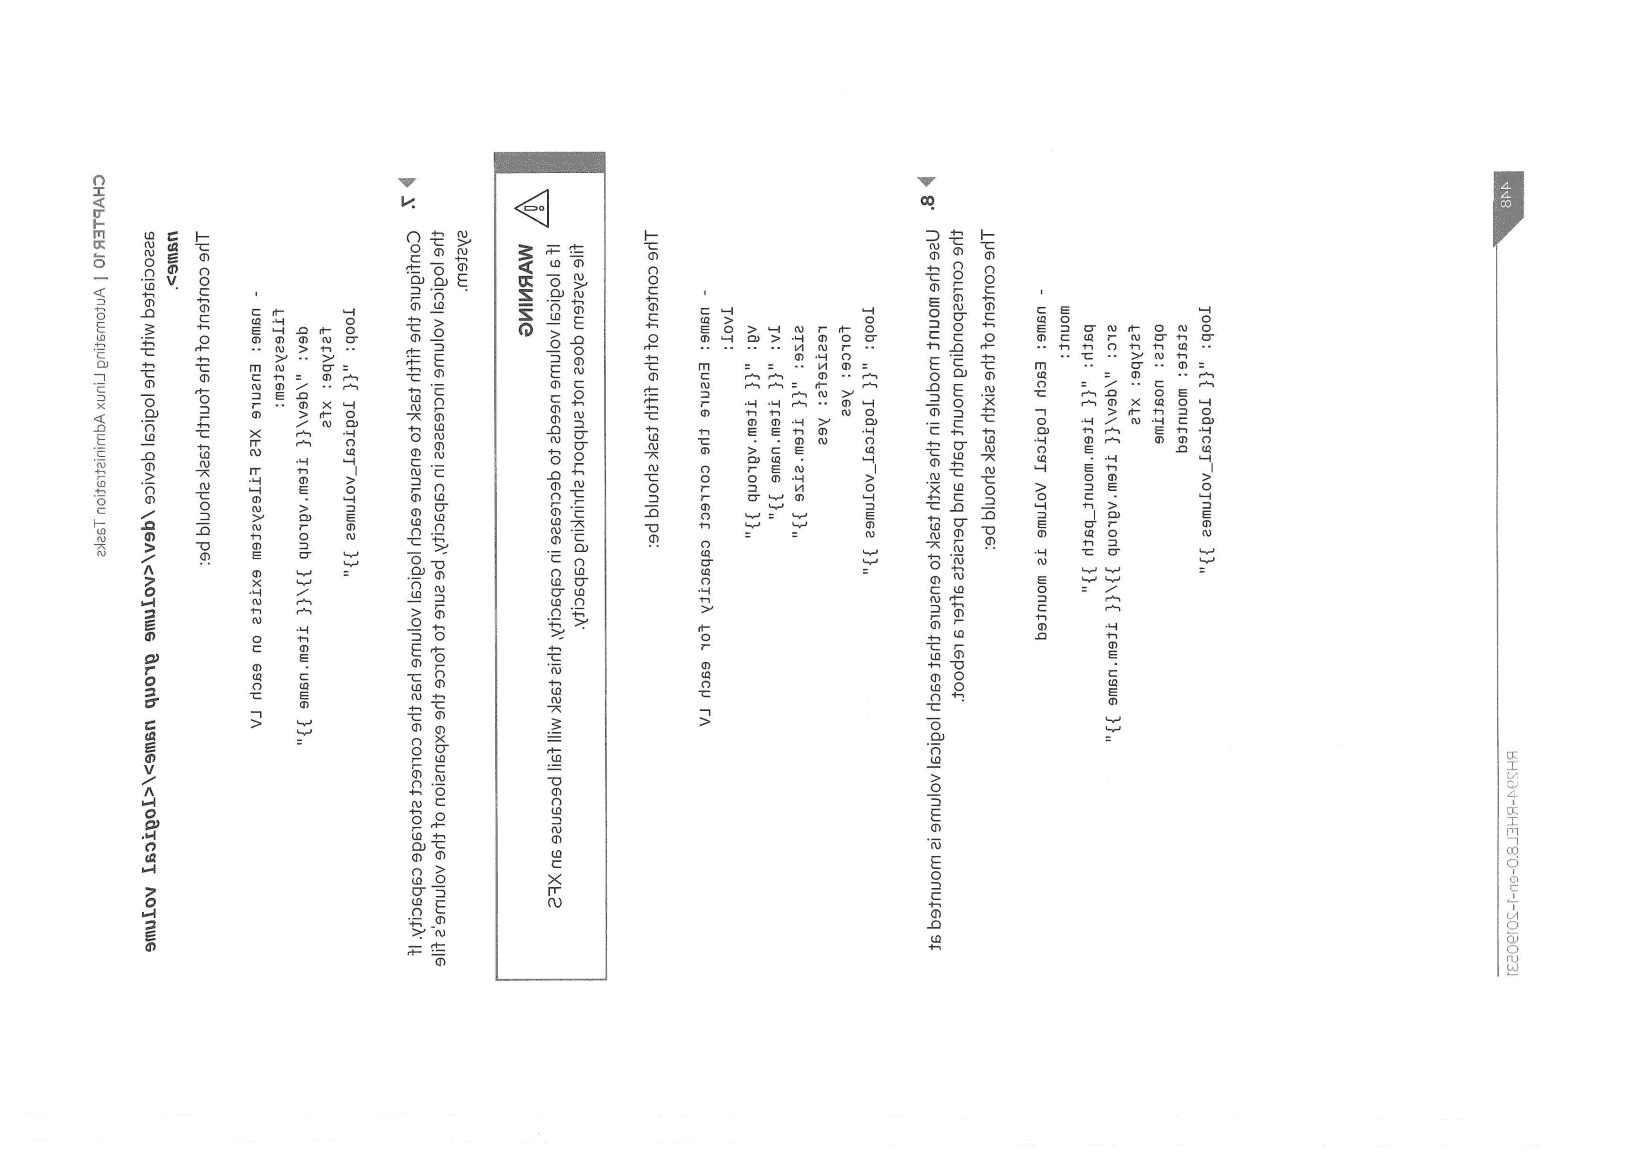 CHAPTER 10 | Automating Linux Administration Tasks
associated with the logical device /dev/<volume group name>/<logical volume
name>.
The content of the fourth task should be:
- name: Ensure XFS Filesystem exists on each LV
filesystem:
dev: "/dev/{{ item.vgroup }}/{{ item.name }}"
fstype: xfs
loop: "{{ logical_volumes }}"
7. Configure the fifth task to ensure each logical volume has the correct storage capacity. If
the logical volume increases in capacity, be sure to force the expansion of the volume's file
system.
WARNING
If a logical volume needs to decrease in capacity, this task will fail because an XFS
file system does not support shrinking capacity.
The content of the fifth task should be:
- name: Ensure the correct capacity for each LV
lvol:
vg: "{{ item.vgroup }}"
lv: "{{ item.name }}"
size: "{{ item.size }}"
resizefs: yes
force: yes
loop: "{{ logical_volumes }}"
8. Use the mount module in the sixth task to ensure that each logical volume is mounted at
the corresponding mount path and persists after a reboot.
The content of the sixth task should be:
- name: Each Logical Volume is mounted
mount:
path: "{{ item.mount_path }}"
src: "/dev/{{ item.vgroup }}/{{ item.name }}"
fstype: xfs
opts: noatime
state: mounted
loop: "{{ logical_volumes }}"
448
RH294-RHEL8.0-en-1-20190531